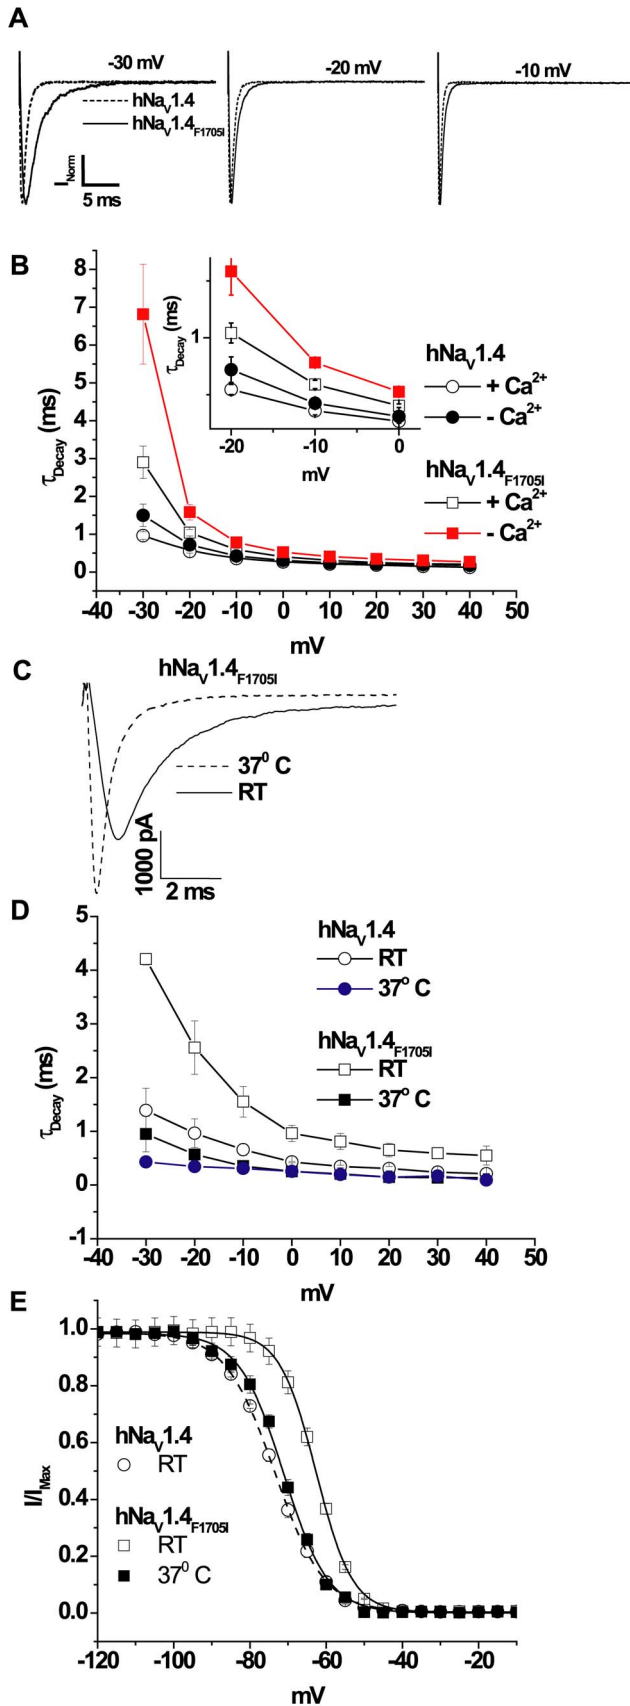 A
-30 mV
-20 mV
-10 mV
hNaV1.4
hNaV1.4F1705I
INorm
5 ms
B
8
7
6
5
4
3
2
1
0
τDecay (ms)
-40 -30 -20 -10 0 10 20 30 40 50
mV
τDecay (ms)
1
-20 -10 0
mV
hNaV1.4
+ Ca2+
- Ca2+
hNaV1.4F1705I
+ Ca2+
- Ca2+
C
hNaV1.4F1705I
37⁰ C
RT
1000 pA
2 ms
D
5
4
3
2
1
0
-1
τDecay (ms)
-40 -30 -20 -10 0 10 20 30 40 50
mV
hNaV1.4
RT
37° C
hNaV1.4F1705I
RT
37° C
E
1.0
0.8
0.6
0.4
0.2
0.0
I/IMax
-120 -100 -80 -60 -40 -20
mV
hNaV1.4
RT
hNaV1.4F1705I
RT
37⁰ C